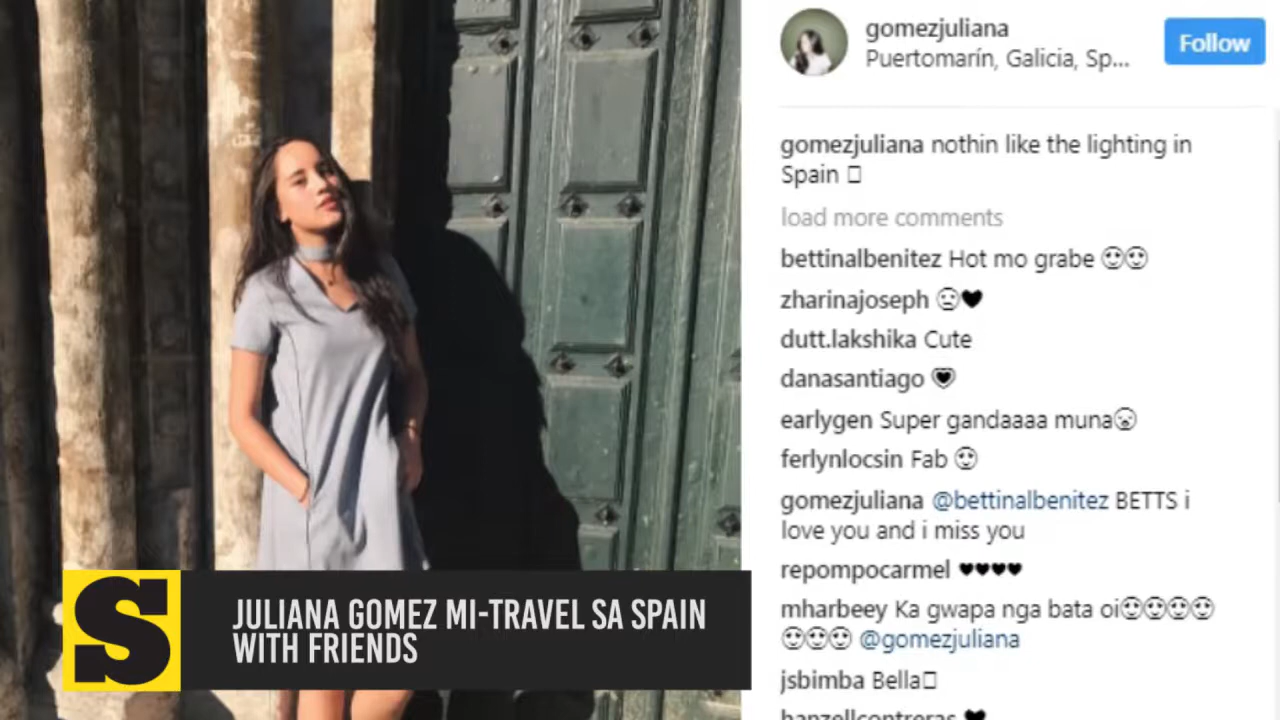 gomezjuliana
Puertomarín, Galicia, Sp...
Follow
gomezjuliana nothin like the lighting in
Spain
load more comments
bettinalbenitez Hot mo grabe
zharinajoseph
dutt.lakshika Cute
danasantiago
earlygen Super gandaaaa muna
ferlynlocsin Fab
gomezjuliana @bettinalbenitez BETTS i
love you and i miss you
repompocarmel ♥♥♥♥
mharbeey Ka gwapa nga bata oi
@gomezjuliana
jsbimba Bella
hanzellcontreras ♥
S
JULIANA GOMEZ MI-TRAVEL SA SPAIN
WITH FRIENDS